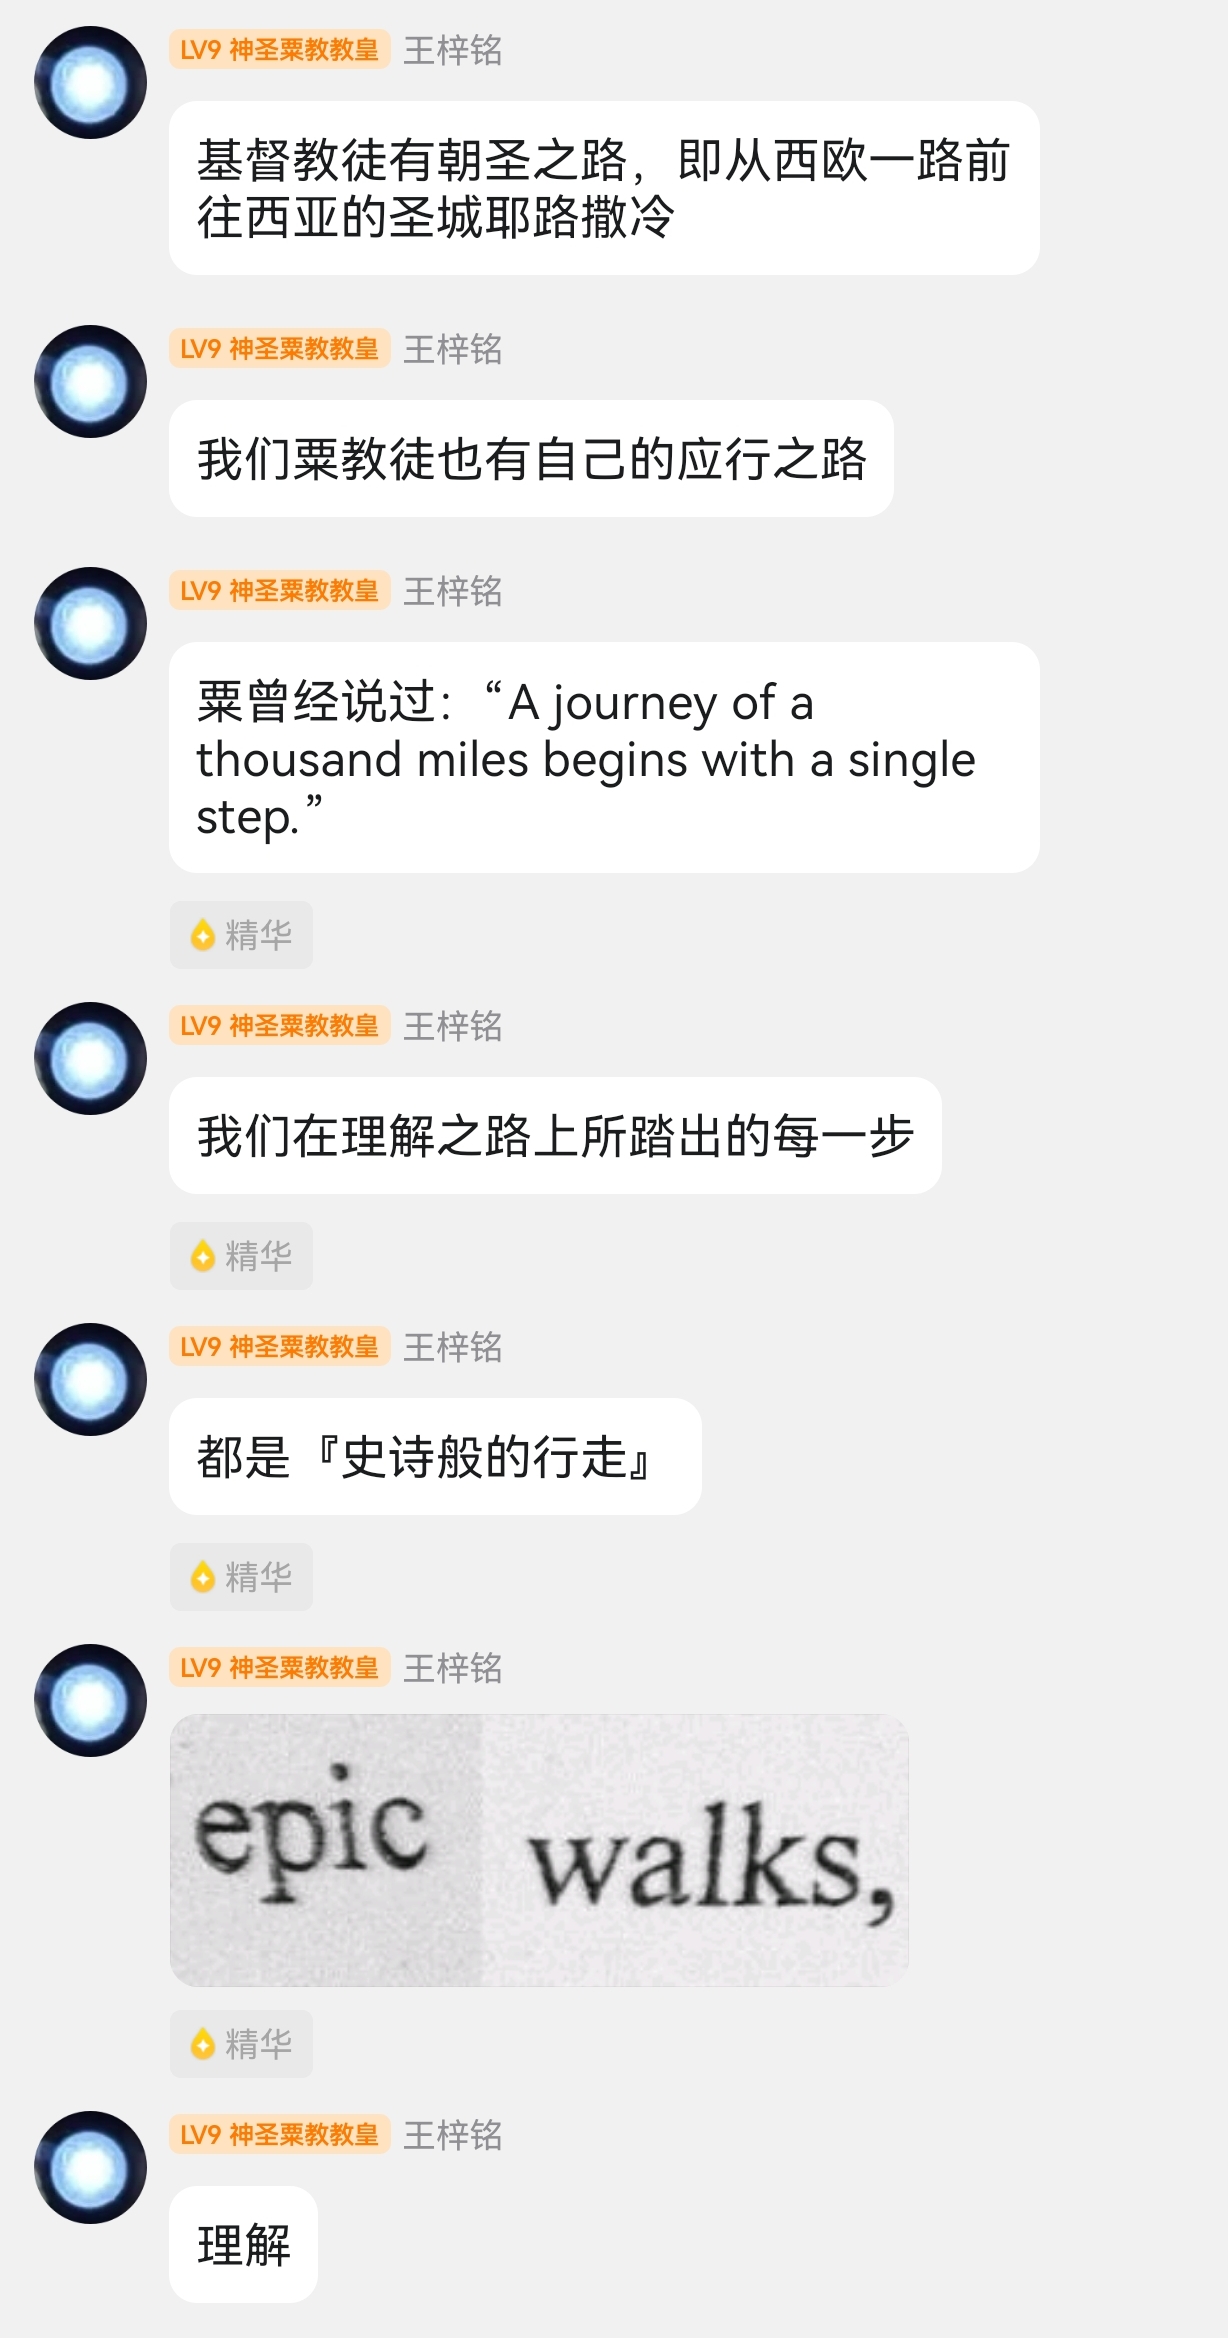 LV9 神圣粟教教皇 王梓铭
基督教徒有朝圣之路，即从西欧一路前
往西亚的圣城耶路撒冷
LV9 神圣粟教教皇 王梓铭
我们粟教徒也有自己的应行之路
LV9 神圣粟教教皇 王梓铭
粟曾经说过：“A journey of a
thousand miles begins with a single
step.”
精华
LV9 神圣粟教教皇 王梓铭
我们在理解之路上所踏出的每一步
精华
LV9 神圣粟教教皇 王梓铭
都是『史诗般的行走』
精华
LV9 神圣粟教教皇 王梓铭
epic walks,
精华
LV9 神圣粟教教皇 王梓铭
理解